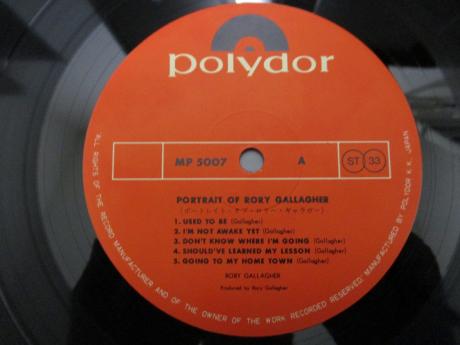 polydor
MP 5007 A ST 33
PORTRAIT OF RORY GALLAGHER
(ポートレイト・オブ・ロリー・ギャラガー)
1. USED TO BE (Gallagher)
2. I'M NOT AWAKE YET (Gallagher)
3. DON'T KNOW WHERE I'M GOING (Gallagher)
4. SHOULD'VE LEARNED MY LESSON (Gallagher)
5. GOING TO MY HOME TOWN (Gallagher)
RORY GALLAGHER
Produced by Rory Gallagher
ALL RIGHTS OF THE RECORD MANUFACTURER AND OF THE OWNER OF THE WORK RECORDED RESERVED· MANUFACTURED BY POLYDOR K.K. JAPAN